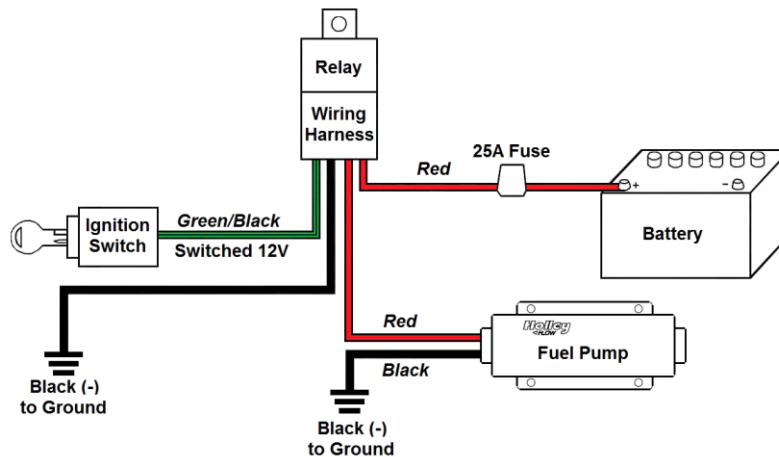 Relay
Wiring
Harness
25A Fuse
Red
+
−
Battery
Ignition
Switch
Green/Black
Switched 12V
Red
Holley
Fuel Pump
Black
Black (-)
to Ground
Black (-)
to Ground